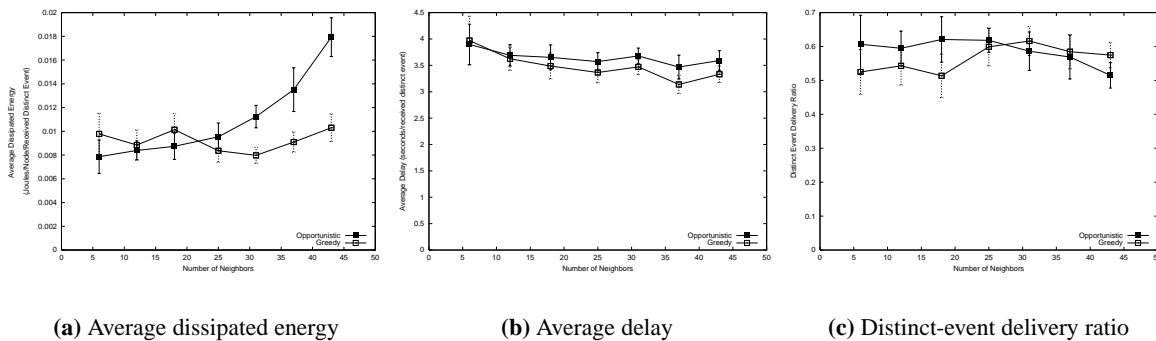 0.02
0.018
0.016
0.014
0.012
0.01
0.008
0.006
0.004
0.002
0
Average Dissipated Energy
(Joules/Node/Received Distinct Event)
0 5 10 15 20 25 30 35 40 45 50
Number of Neighbors
Opportunistic
Greedy
(a) Average dissipated energy
4.5
4
3.5
3
2.5
2
1.5
1
0.5
0
Average Delay (seconds/received distinct event)
0 5 10 15 20 25 30 35 40 45 50
Number of Neighbors
Opportunistic
Greedy
(b) Average delay
0.7
0.6
0.5
0.4
0.3
0.2
0.1
0
Distinct Event Delivery Ratio
0 5 10 15 20 25 30 35 40 45 50
Number of Neighbors
Opportunistic
Greedy
(c) Distinct-event delivery ratio